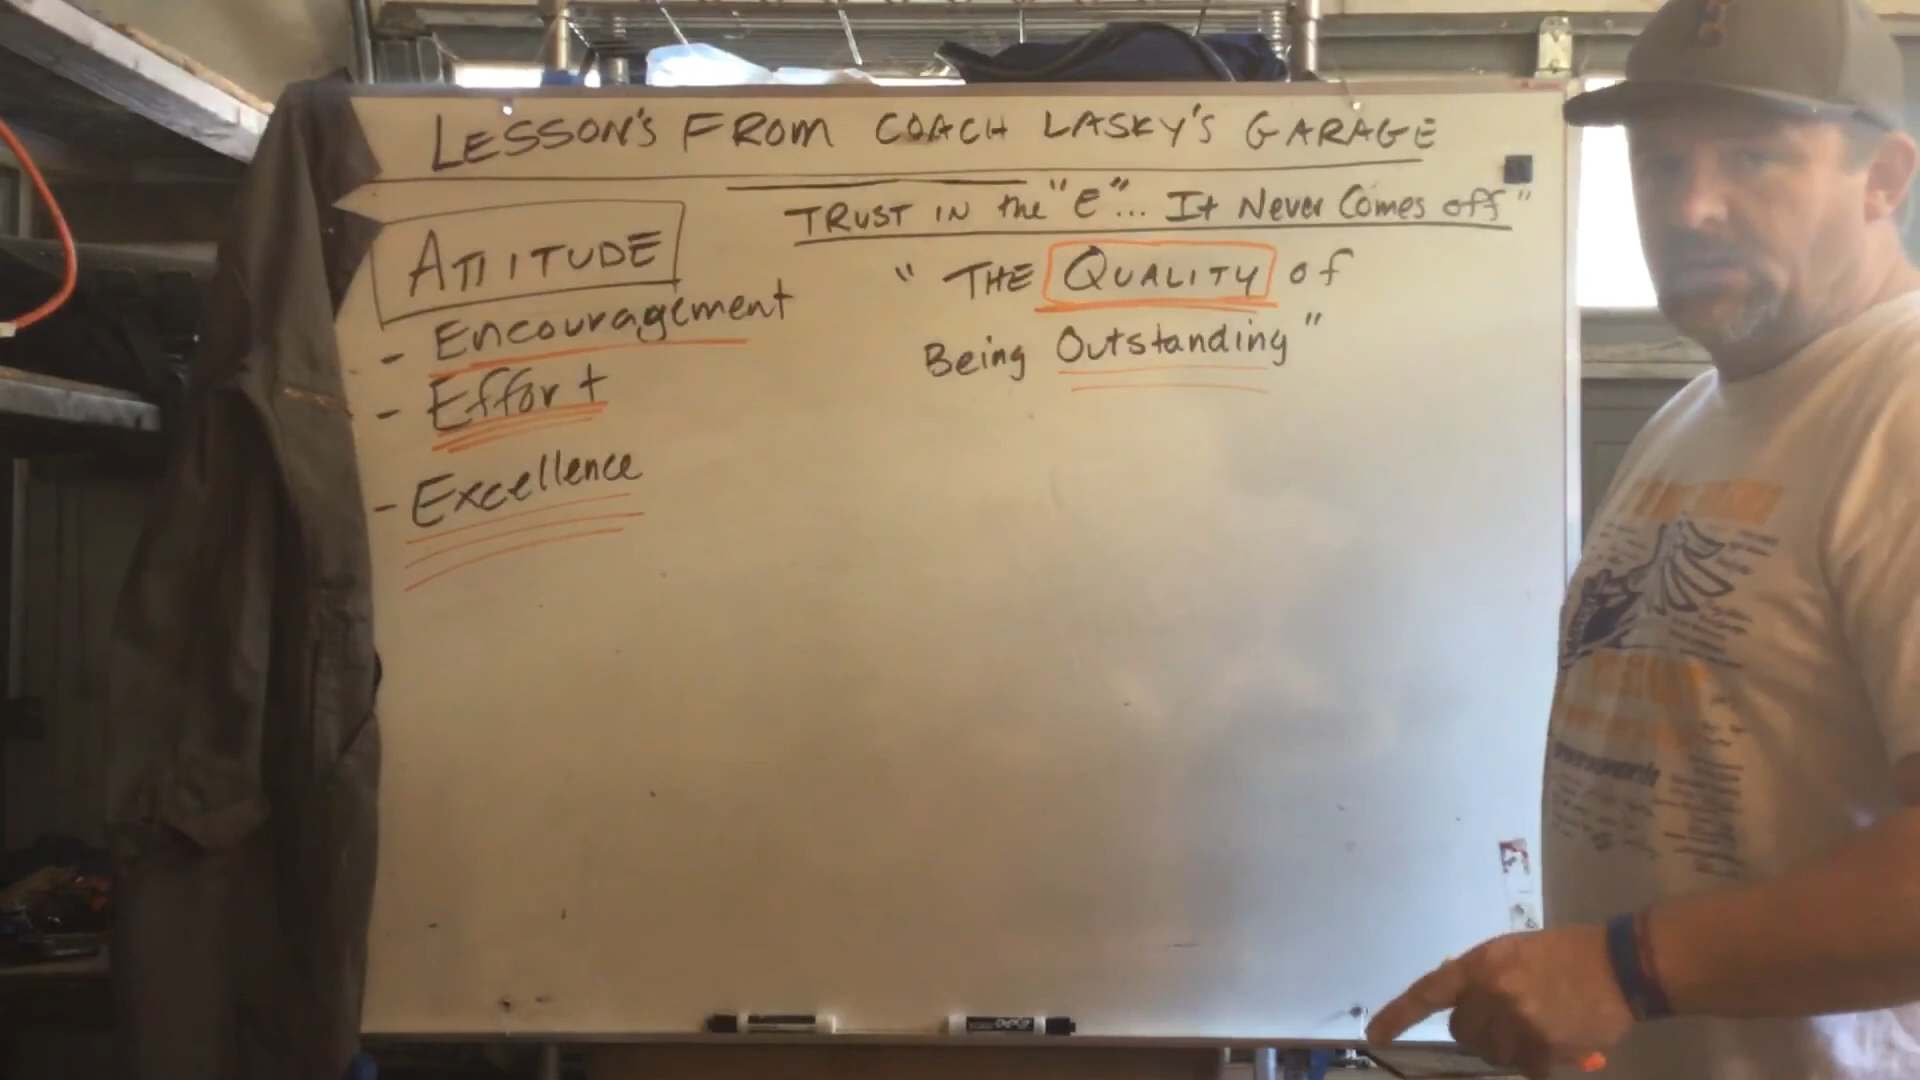 LESSON'S FROM COACH LASKY'S GARAGE
TRUST IN the "E"... It Never Comes off"
ATTITUDE
- Encouragement
- Effort
- Excellence
" THE QUALITY of
Being Outstanding"
EXPO